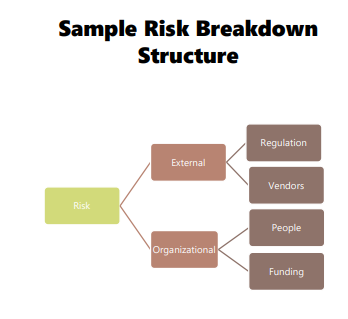 Sample Risk Breakdown
Structure
Risk
External
Regulation
Vendors
Organizational
People
Funding